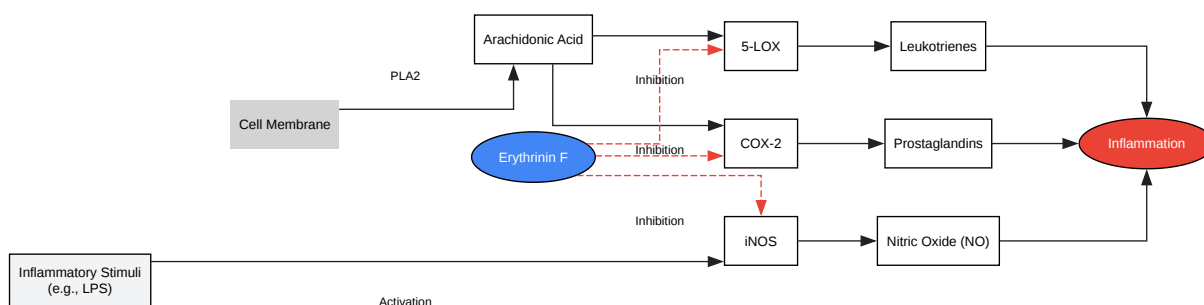 Arachidonic Acid
5-LOX
Leukotrienes
PLA2
Inhibition
Cell Membrane
Erythrinin F
Inhibition
COX-2
Prostaglandins
Inflammation
Inhibition
iNOS
Nitric Oxide (NO)
Inflammatory Stimuli
(e.g., LPS)
Activation